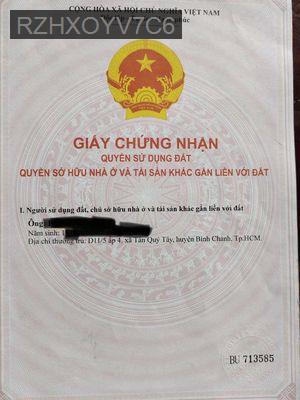 CỘNG HÒA XÃ HỘI CHỦ NGHĨA VIỆT NAM
RZHXOYV7C6
phúc
GIẤY CHỨNG NHẬN
QUYỀN SỬ DỤNG ĐẤT
QUYỀN SỞ HỮU NHÀ Ở VÀ TÀI SẢN KHÁC GẮN LIỀN VỚI ĐẤT
I. Người sử dụng đất, chủ sở hữu nhà ở và tài sản khác gắn liền với đất
Ông
Năm sinh: 1
Địa chỉ thường trú: D11/5 ấp 4, xã Tân Quý Tây, huyện Bình Chánh, Tp.HCM.
BU 713585